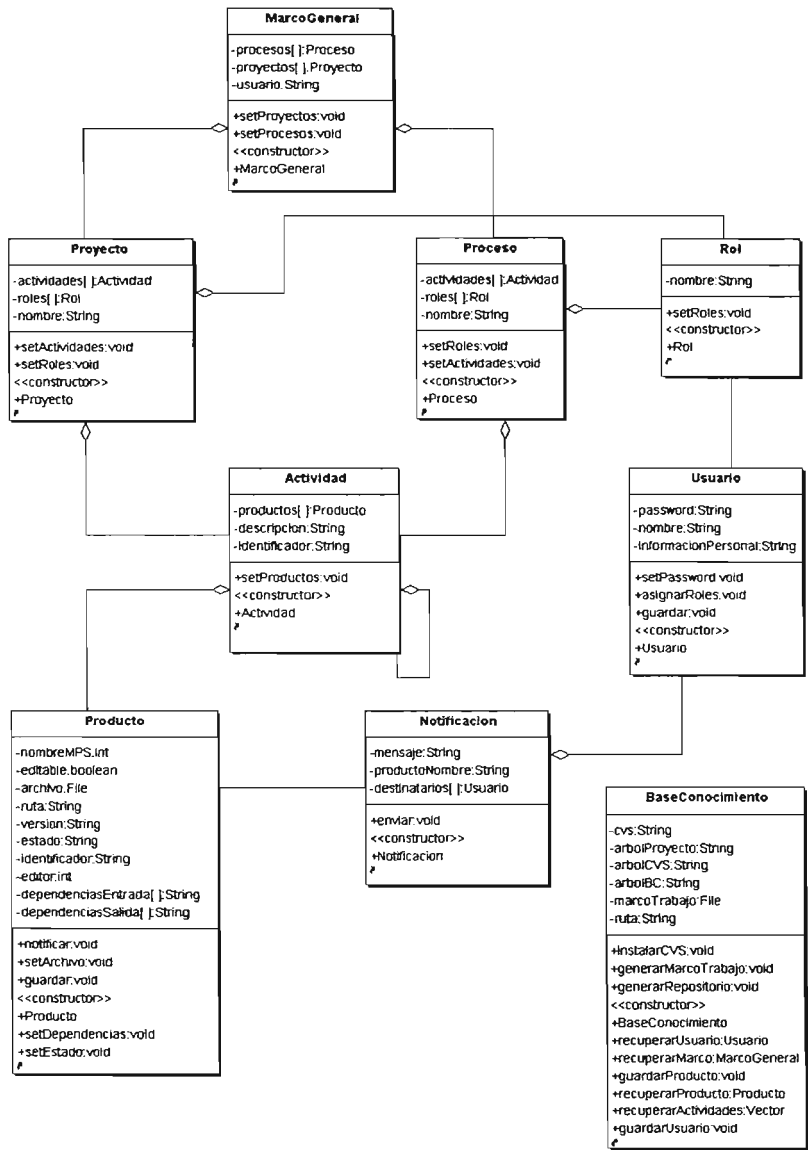 MarcoGeneral
-procesos[ ]:Proceso
-proyectos[ ]:Proyecto
-usuario:String
+setProyectos:void
+setProcesos:void
<<constructor>>
+MarcoGeneral
Proyecto
-actividades[ ]:Actividad
-roles[ ]:Rol
-nombre:String
+setActividades:void
+setRoles:void
<<constructor>>
+Proyecto
Proceso
-actividades[ ]:Actividad
-roles[ ]:Rol
-nombre:String
+setRoles:void
+setActividades:void
<<constructor>>
+Proceso
Rol
-nombre:String
+setRoles:void
<<constructor>>
+Rol
Actividad
-productos[ ]:Producto
-descripcion:String
-identificador:String
+setProductos:void
<<constructor>>
+Actividad
Usuario
-password:String
-nombre:String
-informacionPersonal:String
+setPassword:void
+asignarRoles:void
+guardar:void
<<constructor>>
+Usuario
Producto
-nombreMPS:int
-editable:boolean
-archivo:File
-ruta:String
-version:String
-estado:String
-identificador:String
-editor:int
-dependenciasEntrada[ ]:String
-dependenciasSalida[ ]:String
+notificar:void
+setArchivo:void
+guardar:void
<<constructor>>
+Producto
+setDependencias:void
+setEstado:void
Notificacion
-mensaje:String
-productoNombre:String
-destinatarios[ ]:Usuario
+enviar:void
<<constructor>>
+Notificacion
BaseConocimiento
-cvs:String
-arbolProyecto:String
-arbolCVS:String
-arbolBC:String
-marcoTrabajo:File
-ruta:String
+instalarCVS:void
+generarMarcoTrabajo:void
+generarRepositorio:void
<<constructor>>
+BaseConocimiento
+recuperarUsuario:Usuario
+recuperarMarco:MarcoGeneral
+guardarProducto:void
+recuperarProducto:Producto
+recuperarActividades:Vector
+guardarUsuario:void